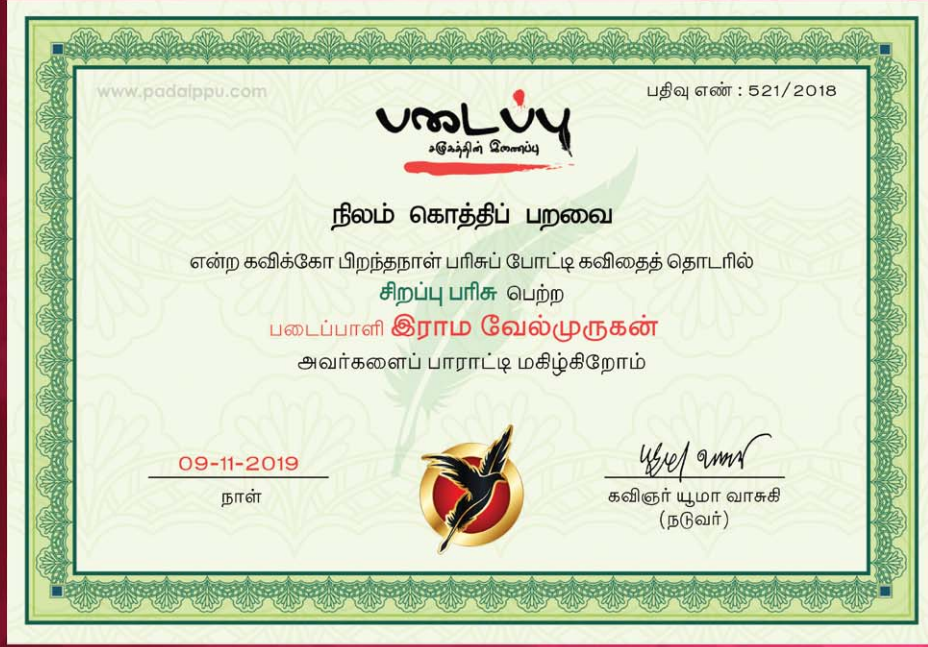 www.padaippu.com
பதிவு எண் : 521/2018
படைப்பு
சமூகத்தின் இணைப்பு
நிலம் கொத்திப் பறவை
என்ற கவிக்கோ பிறந்தநாள் பரிசுப் போட்டி கவிதைத் தொடரில்
சிறப்பு பரிசு பெற்ற
படைப்பாளி இராம வேல்முருகன்
அவர்களைப் பாராட்டி மகிழ்கிறோம்
09-11-2019
நாள்
யூமா வாசுகி
கவிஞர் யூமா வாசுகி
(நடுவர்)